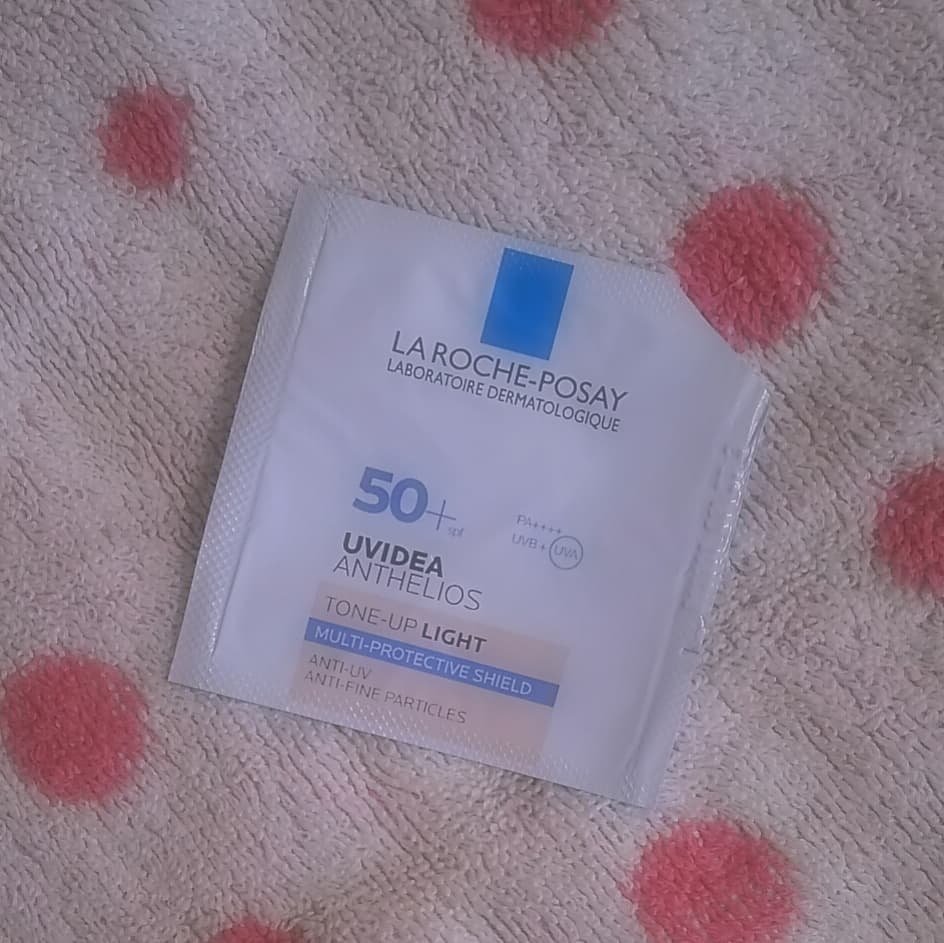 LA ROCHE-POSAY
LABORATOIRE DERMATOLOGIQUE
50+
spf
PA++++
UVB + UVA
UVIDEA
ANTHELIOS
TONE-UP LIGHT
MULTI-PROTECTIVE SHIELD
ANTI-UV
ANTI-FINE PARTICLES